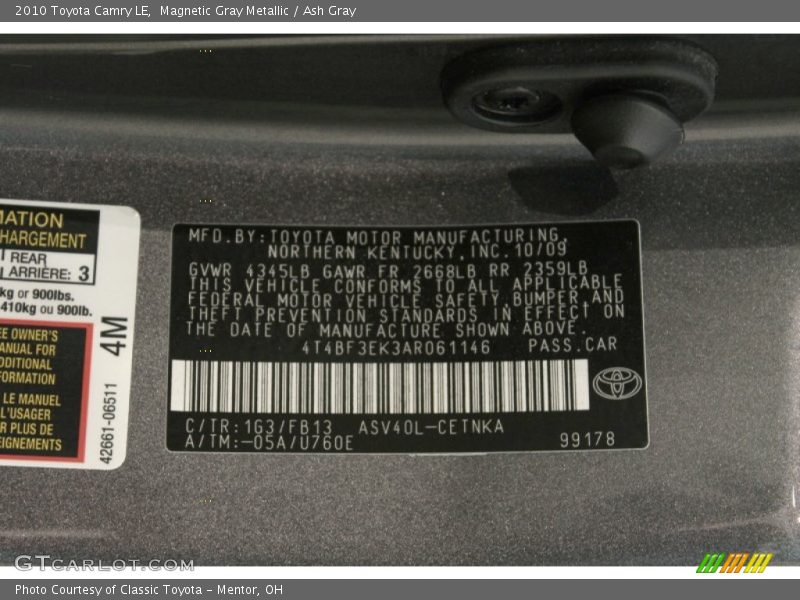 2010 Toyota Camry LE, Magnetic Gray Metallic / Ash Gray
MATION
HARGEMENT
REAR
ARRIÈRE: 3
kg or 900lbs.
410kg ou 900lb.
EE OWNER'S
ANUAL FOR
DDITIONAL
FORMATION
LE MANUEL
L'USAGER
R PLUS DE
EIGNEMENTS
4M
42661-06511
MFD.BY:TOYOTA MOTOR MANUFACTURING,
NORTHERN KENTUCKY,INC.10/09
GVWR 4345LB GAWR FR 2668LB RR 2359LB
THIS VEHICLE CONFORMS TO ALL APPLICABLE
FEDERAL MOTOR VEHICLE SAFETY,BUMPER,AND
THEFT PREVENTION STANDARDS IN EFFECT ON
THE DATE OF MANUFACTURE SHOWN ABOVE.
4T4BF3EK3AR061146 PASS.CAR
C/TR:1G3/FB13 ASV40L-CETNKA
A/TM:-05A/U760E
99178
GTCARLOT.COM
Photo Courtesy of Classic Toyota - Mentor, OH